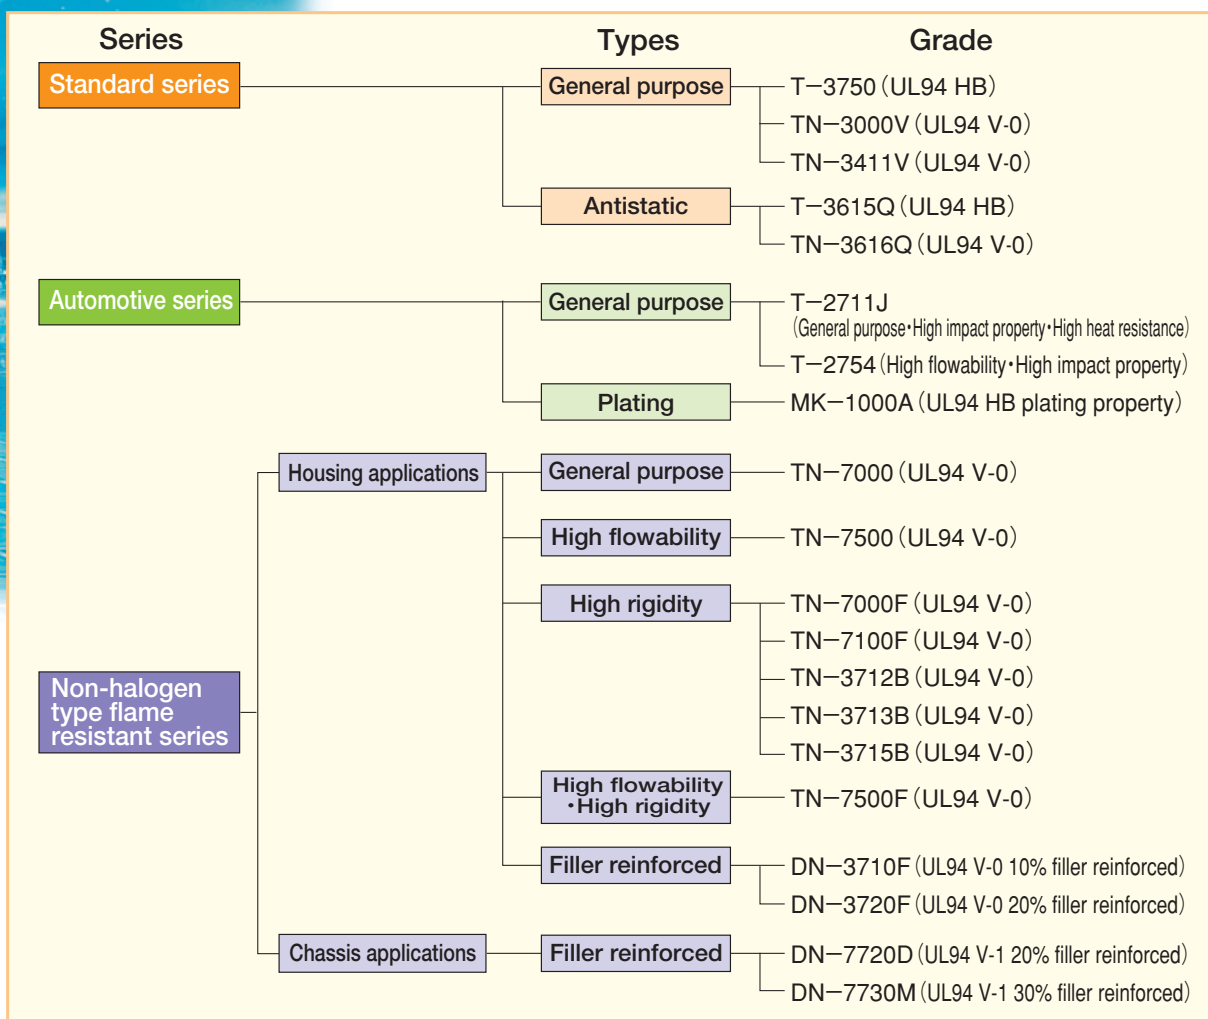 Series Types Grade
Standard series General purpose T-3750 (UL94 HB)
TN-3000V (UL94 V-0)
TN-3411V (UL94 V-0)
Antistatic T-3615Q (UL94 HB)
TN-3616Q (UL94 V-0)
Automotive series General purpose T-2711J
(General purpose・High impact property・High heat resistance)
T-2754 (High flowability・High impact property)
Plating MK-1000A (UL94 HB plating property)
Housing applications General purpose TN-7000 (UL94 V-0)
High flowability TN-7500 (UL94 V-0)
High rigidity TN-7000F (UL94 V-0)
TN-7100F (UL94 V-0)
TN-3712B (UL94 V-0)
TN-3713B (UL94 V-0)
TN-3715B (UL94 V-0)
Non-halogen
type flame
resistant series
High flowability
・High rigidity
TN-7500F (UL94 V-0)
Filler reinforced DN-3710F (UL94 V-0 10% filler reinforced)
DN-3720F (UL94 V-0 20% filler reinforced)
Chassis applications Filler reinforced DN-7720D (UL94 V-1 20% filler reinforced)
DN-7730M (UL94 V-1 30% filler reinforced)